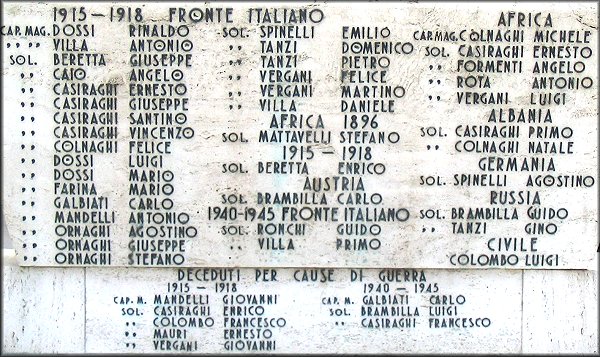 1915-1918 FRONTE ITALIANO
CAP. MAG. DOSSI RINALDO
" " VILLA ANTONIO
SOL. BERETTA GIUSEPPE
" CAIO ANGELO
" CASIRAGHI ERNESTO
" CASIRAGHI GIUSEPPE
" CASIRAGHI SANTINO
" CASIRAGHI VINCENZO
" COLNAGHI FELICE
" DOSSI LUIGI
" DOSSI MARIO
" FARINA MARIO
" GALBIATI CARLO
" MANDELLI ANTONIO
" ORNAGHI AGOSTINO
" ORNAGHI GIUSEPPE
" ORNAGHI STEFANO
SOL. SPINELLI EMILIO
" TANZI DOMENICO
" TANZI PIETRO
" VERGANI FELICE
" VERGANI MARTINO
" VILLA DANIELE
AFRICA 1896
SOL. MATTAVELLI STEFANO
1915-1918
SOL. BERETTA ENRICO
AUSTRIA
SOL. BRAMBILLA CARLO
1940-1945 FRONTE ITALIANO
SOL. RONCHI GUIDO
" VILLA PRIMO
AFRICA
CAP. MAG. COLNAGHI MICHELE
SOL. CASIRAGHI ERNESTO
" FORMENTI ANGELO
" ROTA ANTONIO
" VERGANI LUIGI
ALBANIA
SOL. CASIRAGHI PRIMO
" COLNAGHI NATALE
GERMANIA
SOL. SPINELLI AGOSTINO
RUSSIA
SOL. BRAMBILLA GUIDO
" TANZI GINO
CIVILE
COLOMBO LUIGI
DECEDUTI PER CAUSE DI GUERRA
1915 - 1918
CAP. M. MANDELLI GIOVANNI
SOL. CASIRAGHI ENRICO
" COLOMBO FRANCESCO
" MAURI ERNESTO
" VERGANI GIOVANNI
1940 - 1945
CAP. M. GALBIATI CARLO
SOL. BRAMBILLA LUIGI
" CASIRAGHI FRANCESCO